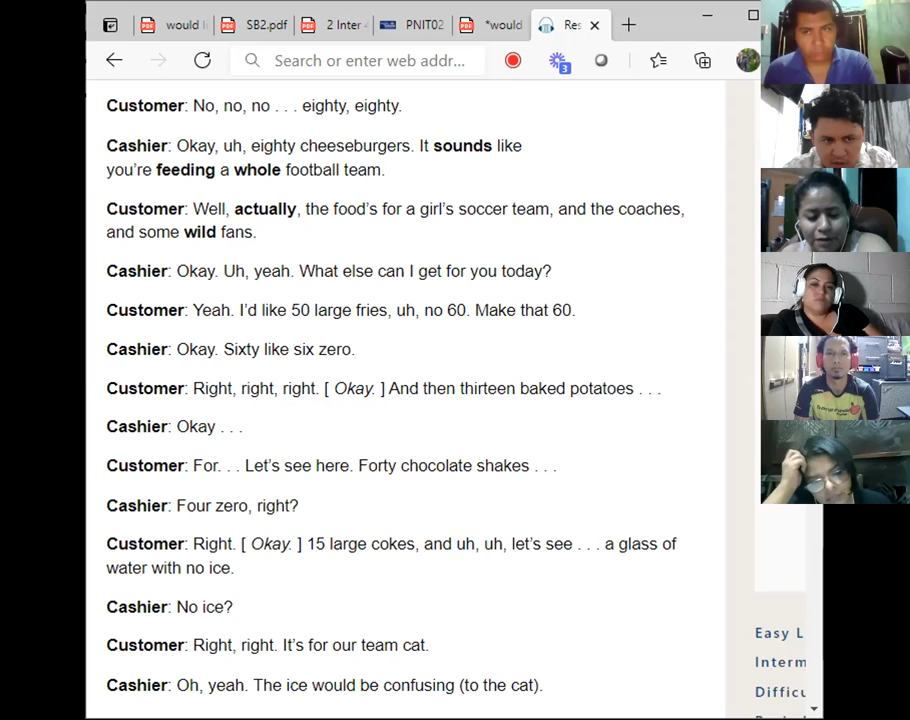 would l
SB2.pdf
2 Inter
PNIT02
*would
Res
Search or enter web addr...
3
Customer: No, no, no . . . eighty, eighty.
Cashier: Okay, uh, eighty cheeseburgers. It sounds like
you’re feeding a whole football team.
Customer: Well, actually, the food’s for a girl’s soccer team, and the coaches,
and some wild fans.
Cashier: Okay. Uh, yeah. What else can I get for you today?
Customer: Yeah. I’d like 50 large fries, uh, no 60. Make that 60.
Cashier: Okay. Sixty like six zero.
Customer: Right, right, right. [ Okay. ] And then thirteen baked potatoes . . .
Cashier: Okay . . .
Customer: For. . . Let’s see here. Forty chocolate shakes . . .
Cashier: Four zero, right?
Customer: Right. [ Okay. ] 15 large cokes, and uh, uh, let’s see . . . a glass of
water with no ice.
Cashier: No ice?
Customer: Right, right. It’s for our team cat.
Cashier: Oh, yeah. The ice would be confusing (to the cat).
Easy L
Interm
Difficu